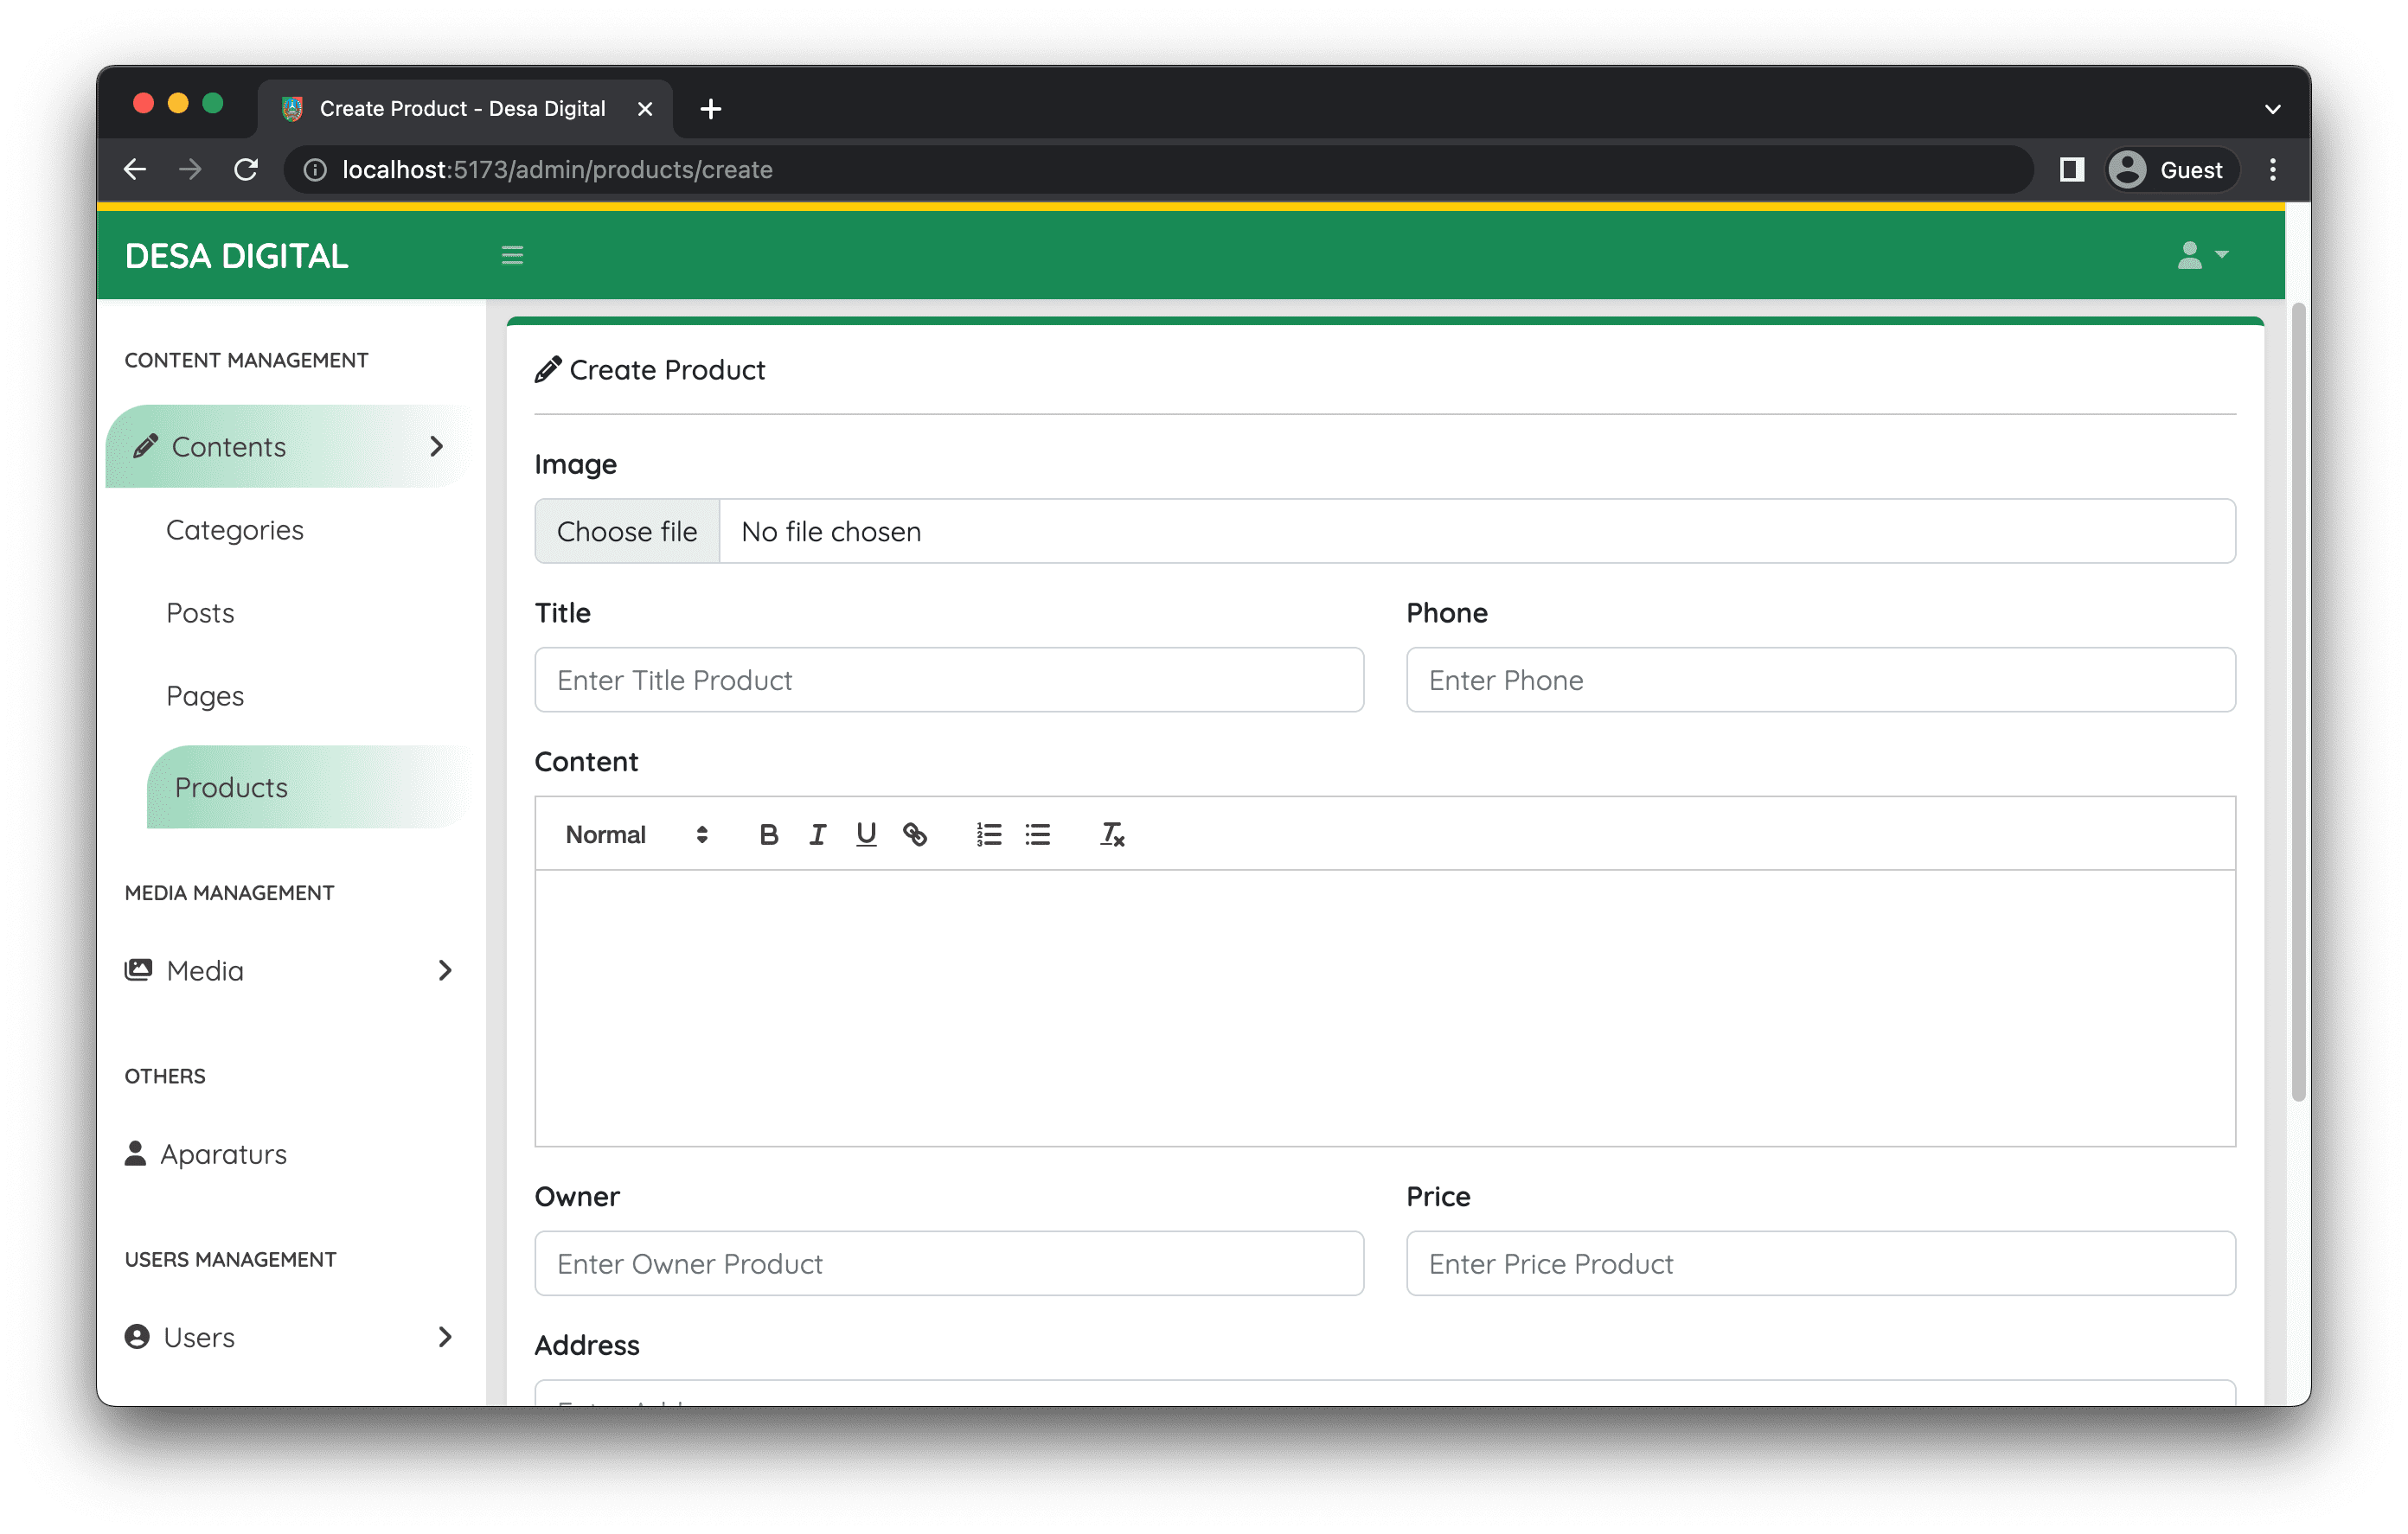 Create Product - Desa Digital
localhost:5173/admin/products/create
Guest
DESA DIGITAL
CONTENT MANAGEMENT
Contents
Categories
Posts
Pages
Products
MEDIA MANAGEMENT
Media
OTHERS
Aparaturs
USERS MANAGEMENT
Users
Create Product
Image
Choose file No file chosen
Title Phone
Enter Title Product Enter Phone
Content
Normal
Owner Price
Enter Owner Product Enter Price Product
Address